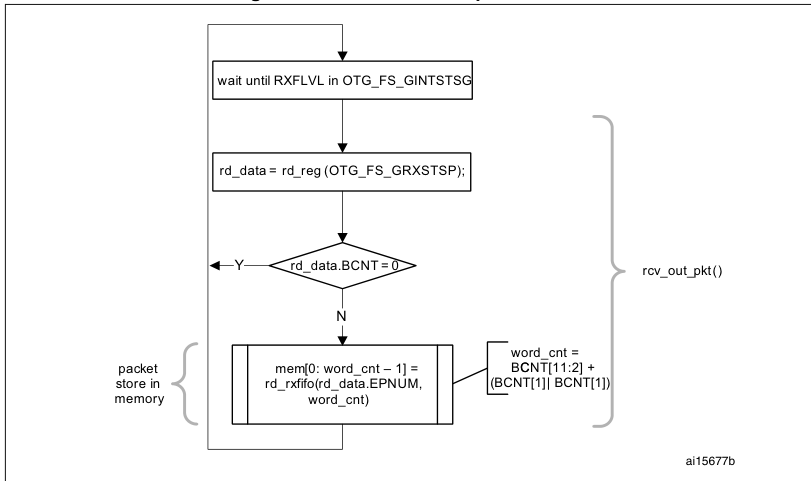 wait until RXFLVL in OTG_FS_GINTSTSG
rd_data = rd_reg (OTG_FS_GRXSTSP);
rd_data.BCNT = 0
Y
N
rcv_out_pkt()
packet
store in
memory
mem[0: word_cnt – 1] =
rd_rxfifo(rd_data.EPNUM,
word_cnt)
word_cnt =
BCNT[11:2] +
(BCNT[1]| BCNT[1])
ai15677b